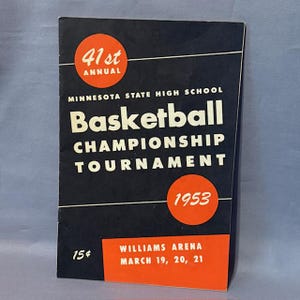 41st
ANNUAL
MINNESOTA STATE HIGH SCHOOL
Basketball
CHAMPIONSHIP
TOURNAMENT
1953
15¢
WILLIAMS ARENA
MARCH 19, 20, 21